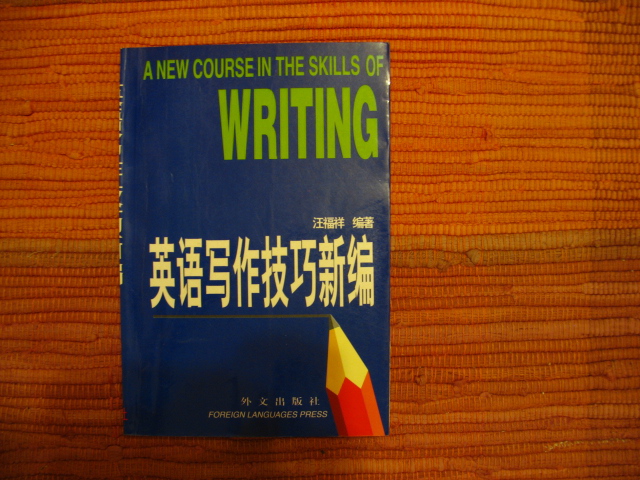 A NEW COURSE IN THE SKILLS OF
WRITING
汪福祥 编著
英语写作技巧新编
外文出版社
FOREIGN LANGUAGES PRESS